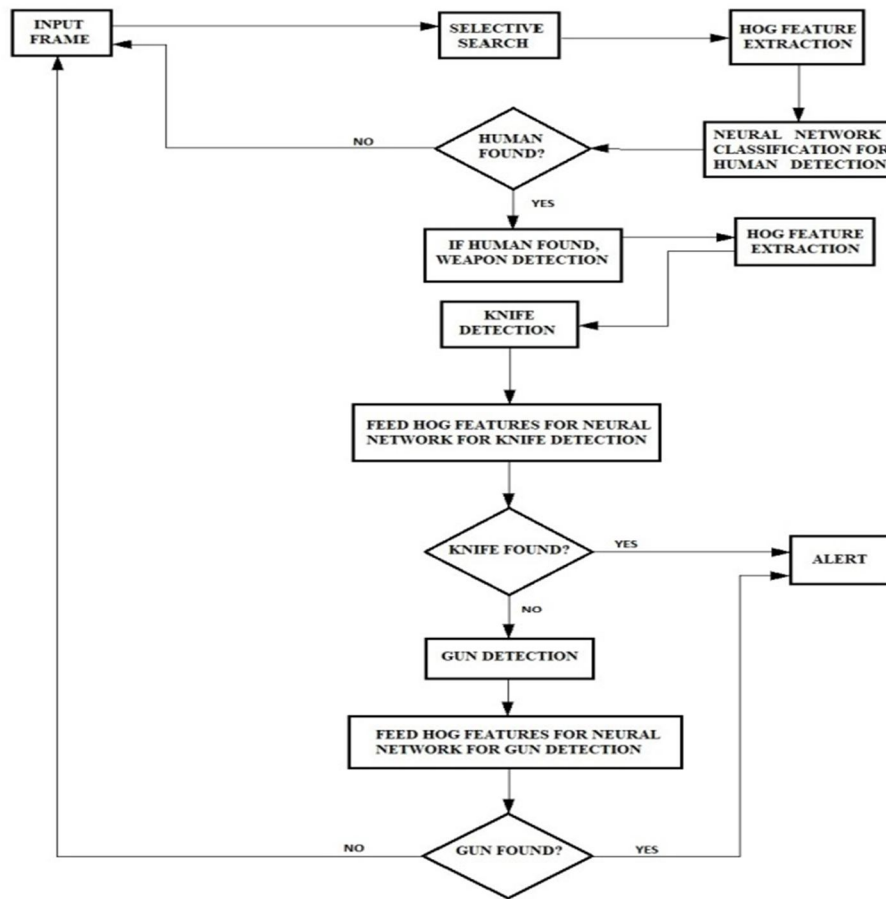 INPUT
FRAME
SELECTIVE
SEARCH
HOG FEATURE
EXTRACTION
NO
HUMAN
FOUND?
NEURAL NETWORK
CLASSIFICATION FOR
HUMAN DETECTION
YES
IF HUMAN FOUND,
WEAPON DETECTION
HOG FEATURE
EXTRACTION
KNIFE
DETECTION
FEED HOG FEATURES FOR NEURAL
NETWORK FOR KNIFE DETECTION
KNIFE FOUND?
YES
ALERT
NO
GUN DETECTION
FEED HOG FEATURES FOR NEURAL
NETWORK FOR GUN DETECTION
NO
GUN FOUND?
YES